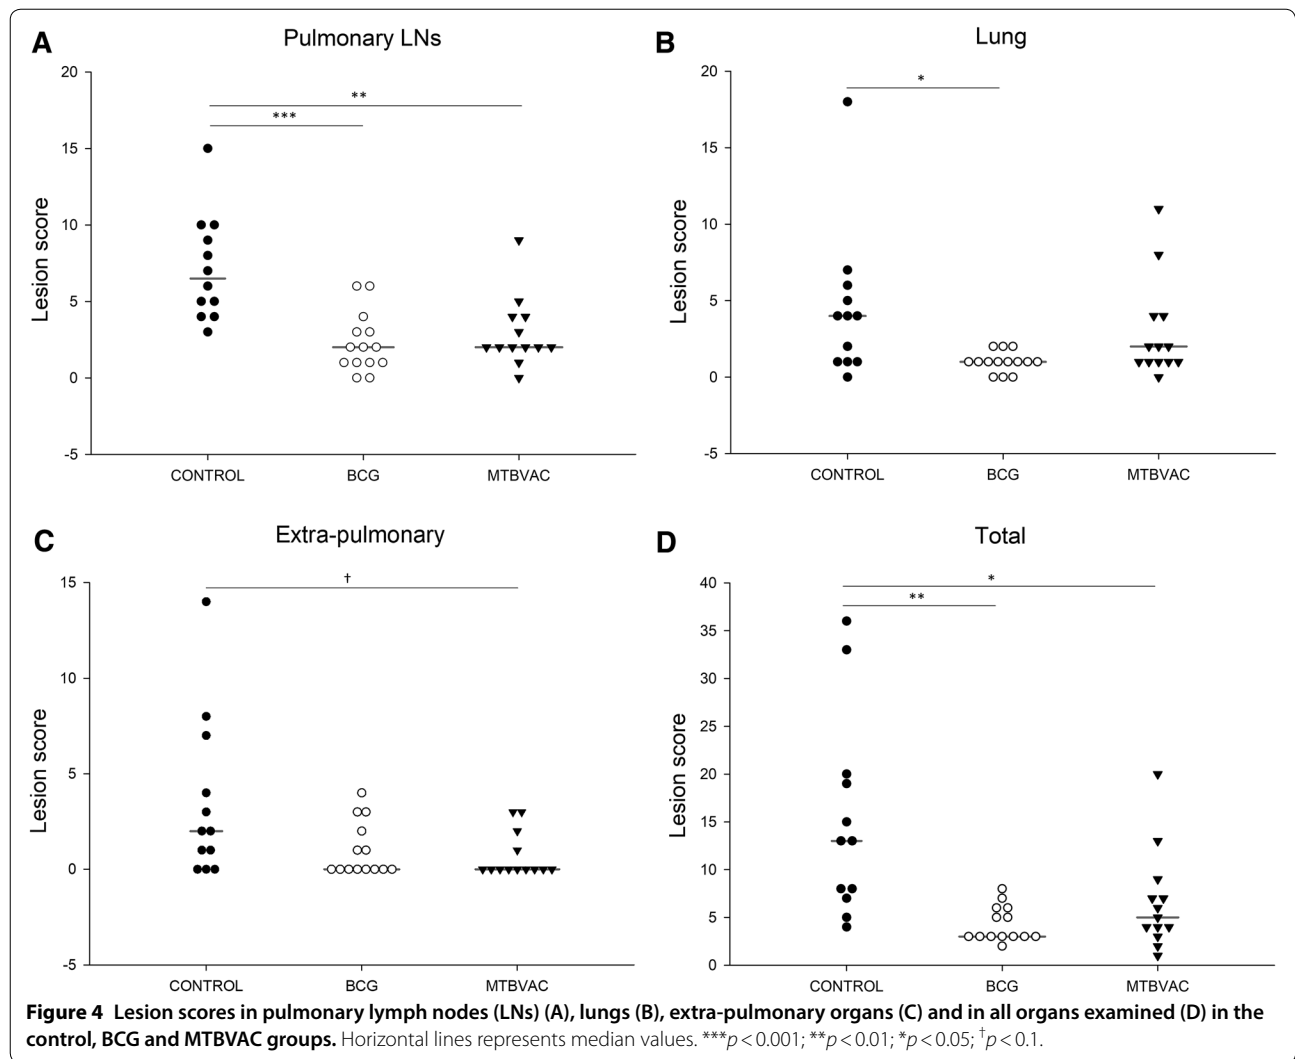 A
Pulmonary LNs
20
15
10
5
0
-5
Lesion score
**
***
CONTROL BCG MTBVAC
B
Lung
20
15
10
5
0
-5
Lesion score
*
CONTROL BCG MTBVAC
C
Extra-pulmonary
15
10
5
0
-5
Lesion score
†
CONTROL BCG MTBVAC
D
Total
40
35
30
25
20
15
10
5
0
Lesion score
*
**
CONTROL BCG MTBVAC
Figure 4 Lesion scores in pulmonary lymph nodes (LNs) (A), lungs (B), extra-pulmonary organs (C) and in all organs examined (D) in the
control, BCG and MTBVAC groups. Horizontal lines represents median values. ***p < 0.001; **p < 0.01; *p < 0.05; †p < 0.1.